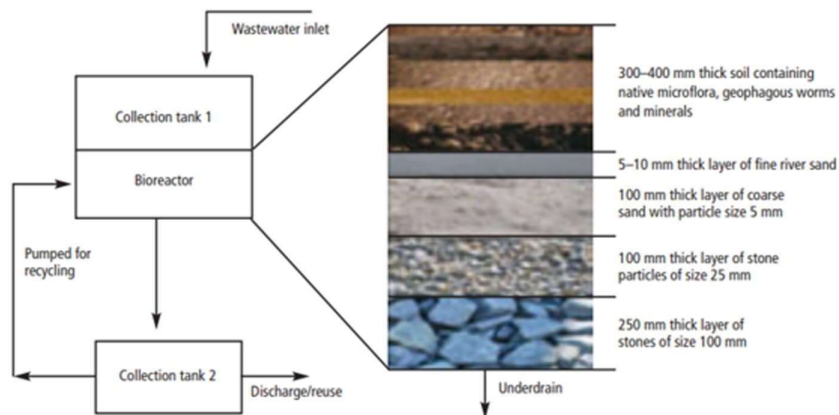 Wastewater inlet
Collection tank 1
Bioreactor
Pumped for
recycling
Collection tank 2
Discharge/reuse
300–400 mm thick soil containing
native microflora, geophagous worms
and minerals
5–10 mm thick layer of fine river sand
100 mm thick layer of coarse
sand with particle size 5 mm
100 mm thick layer of stone
particles of size 25 mm
250 mm thick layer of
stones of size 100 mm
Underdrain